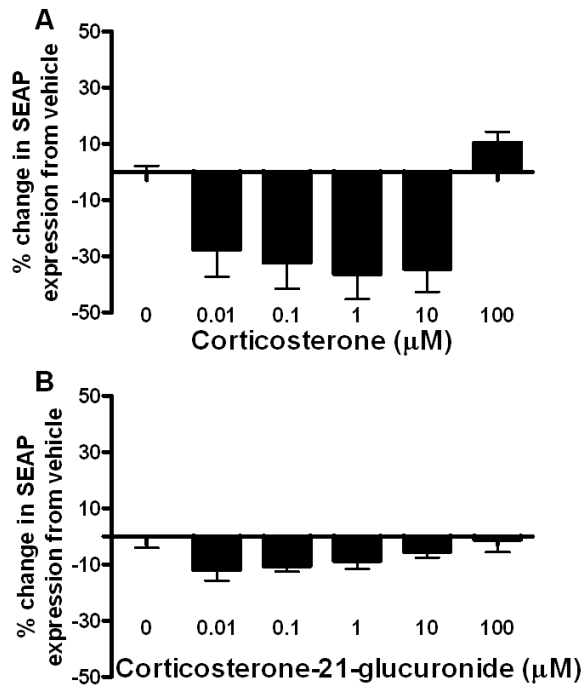 A
% change in SEAP
expression from vehicle
50
30
10
-10
-30
-50
0 0.01 0.1 1 10 100
Corticosterone (μM)
B
% change in SEAP
expression from vehicle
50
30
10
-10
-30
-50
0 0.01 0.1 1 10 100
Corticosterone-21-glucuronide (μM)